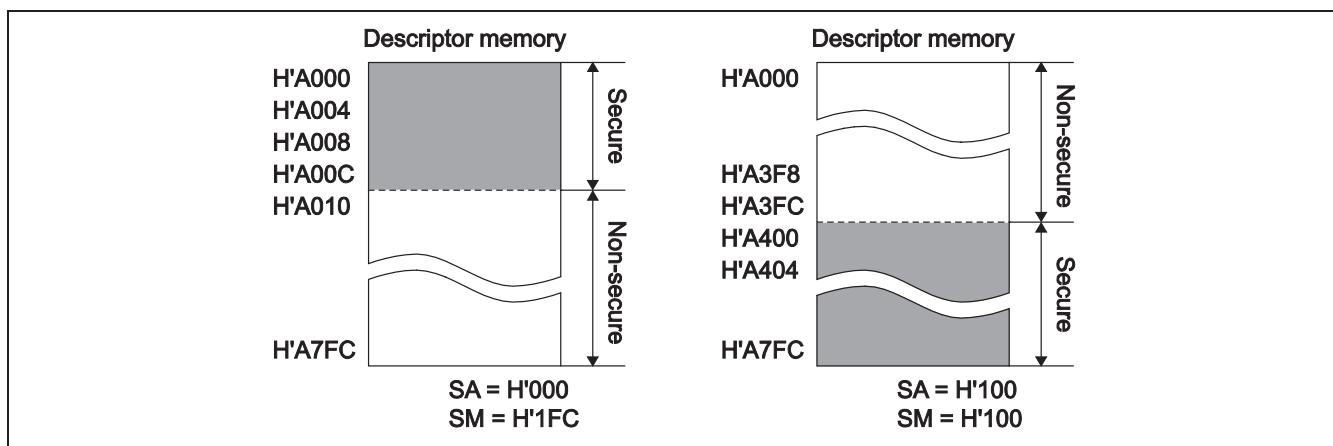 Descriptor memory
H'A000
H'A004
H'A008
H'A00C
H'A010
H'A7FC
Secure
Non-secure
SA = H'000
SM = H'1FC
Descriptor memory
H'A000
H'A3F8
H'A3FC
H'A400
H'A404
H'A7FC
Non-secure
Secure
SA = H'100
SM = H'100